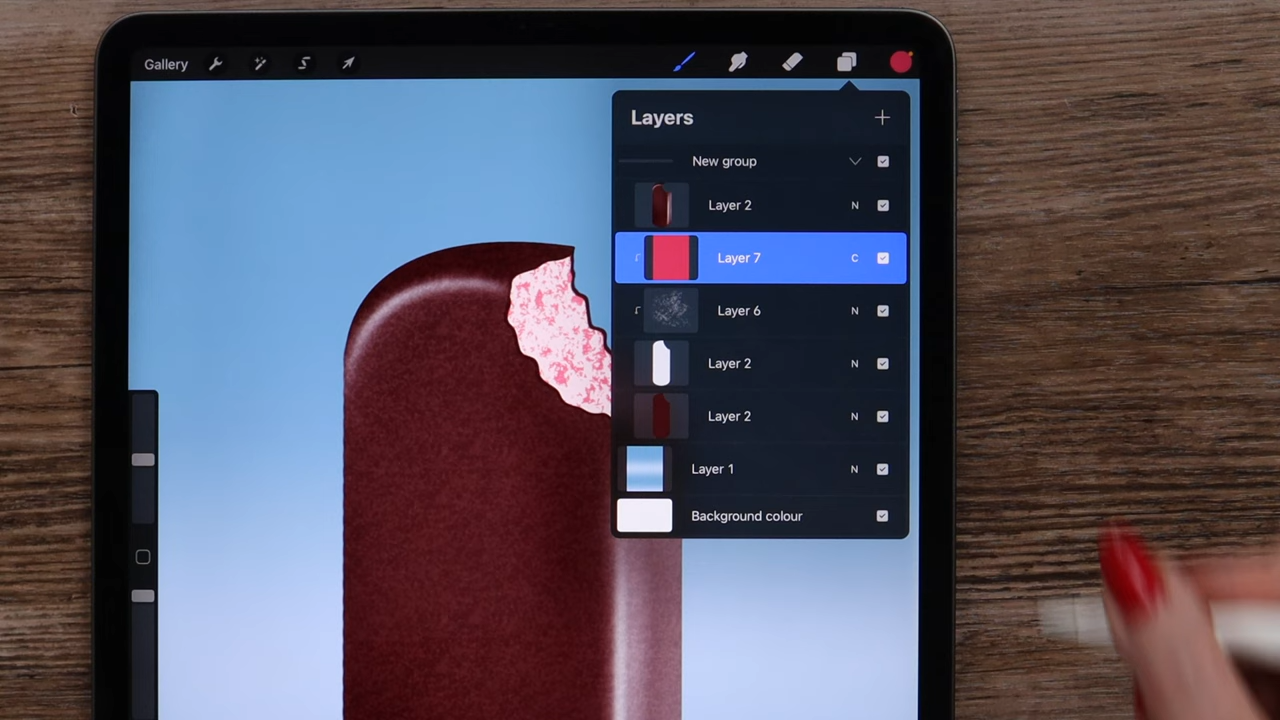 Gallery
Layers
New group
Layer 2 N
Layer 7 C
Layer 6 N
Layer 2 N
Layer 2 N
Layer 1 N
Background colour